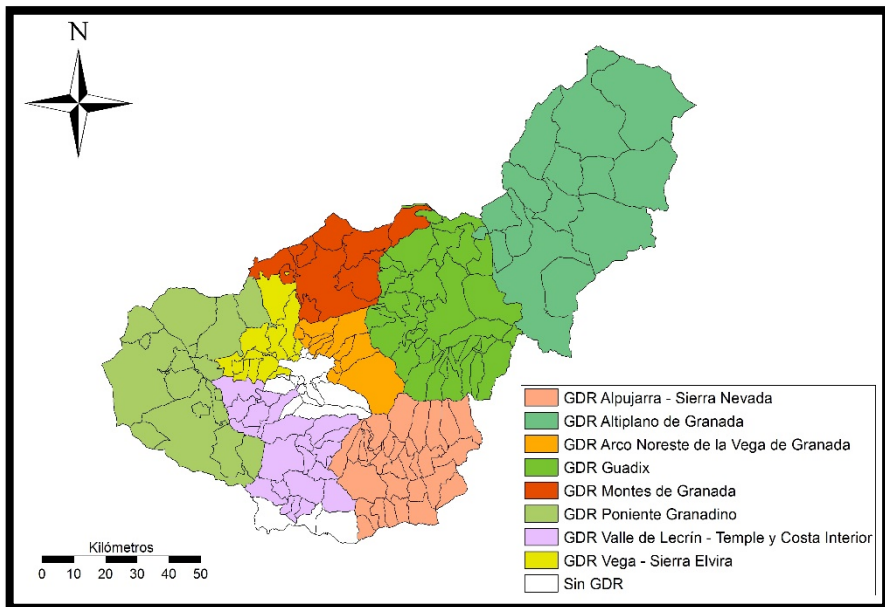 N
GDR Alpujarra - Sierra Nevada
GDR Altiplano de Granada
GDR Arco Noreste de la Vega de Granada
GDR Guadix
GDR Montes de Granada
GDR Poniente Granadino
GDR Valle de Lecrín - Temple y Costa Interior
GDR Vega - Sierra Elvira
Sin GDR
Kilómetros
0 10 20 30 40 50